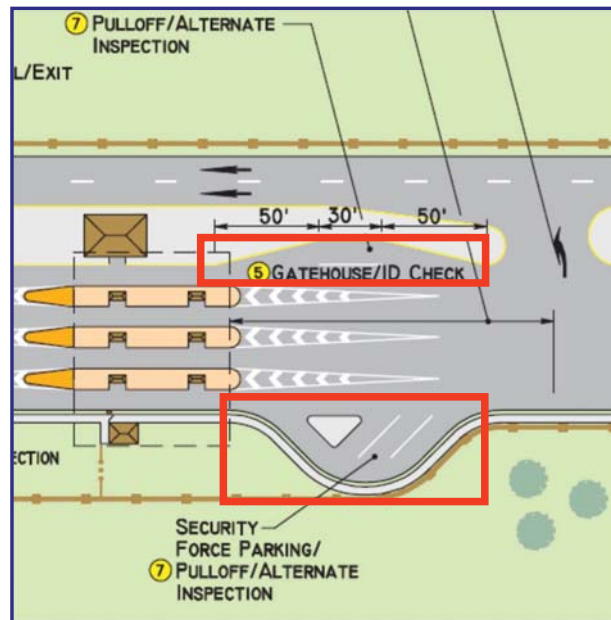 7 PULLOFF/ALTERNATE
INSPECTION
L/EXIT
50' 30' 50'
5 GATEHOUSE/ID CHECK
ECTION
SECURITY
FORCE PARKING/
7 PULLOFF/ALTERNATE
INSPECTION